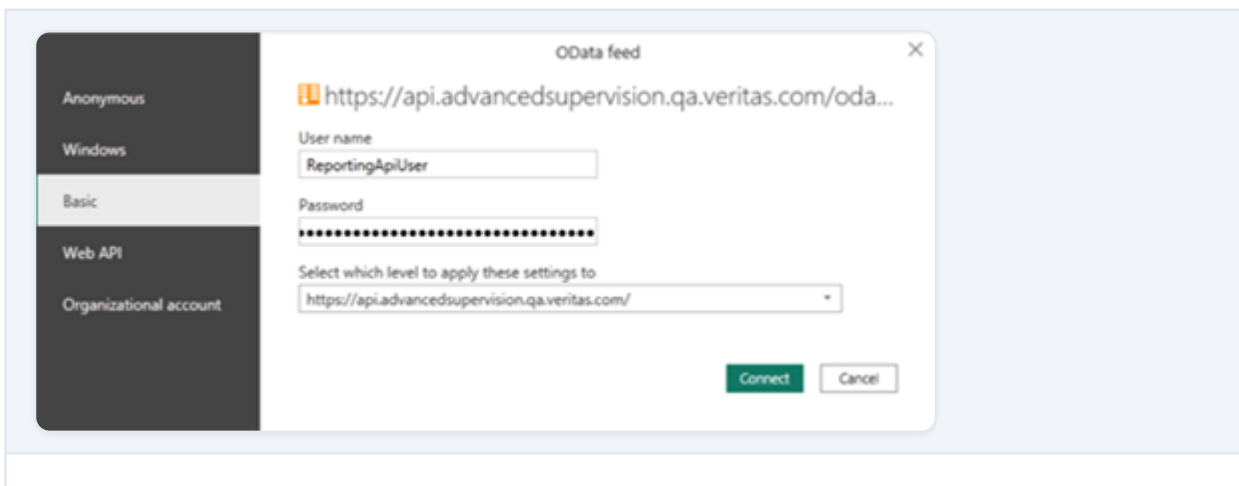 OData feed
Anonymous
Windows
Basic
Web API
Organizational account
https://api.advancedsupervision.qa.veritas.com/oda...
User name
ReportingApiUser
Password
Select which level to apply these settings to
https://api.advancedsupervision.qa.veritas.com/
Connect
Cancel